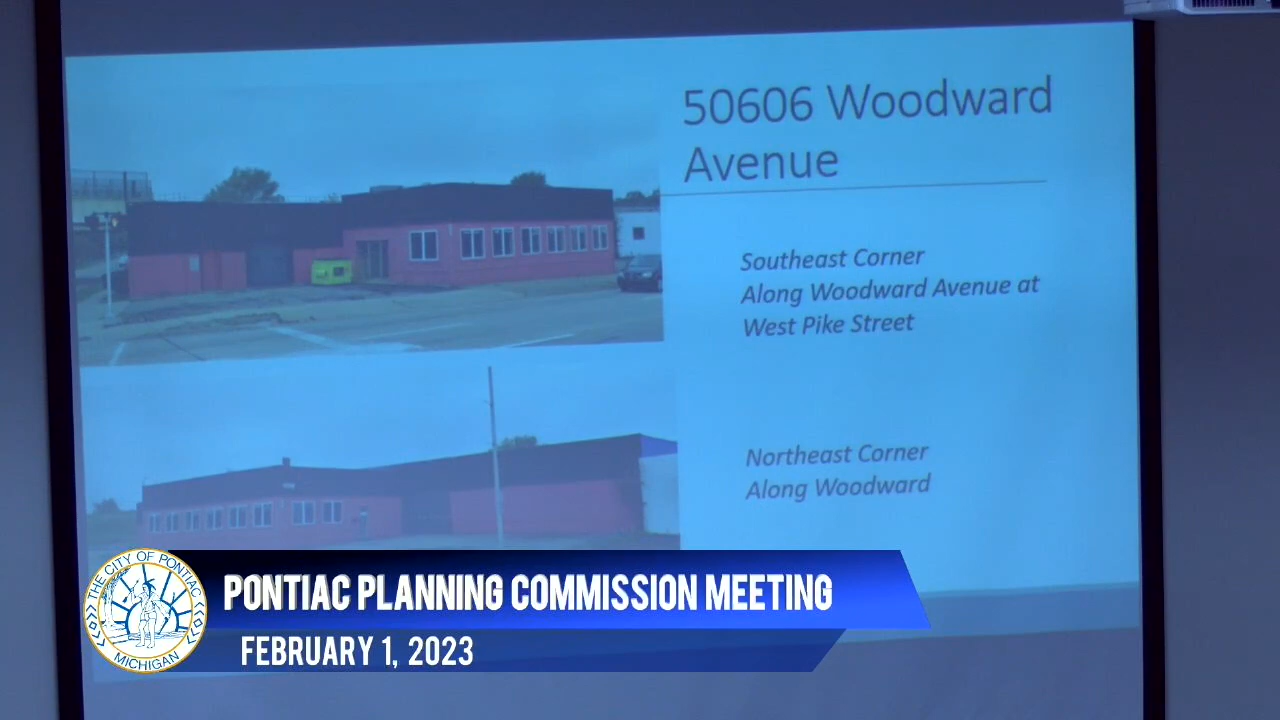 50606 Woodward
Avenue
Southeast Corner
Along Woodward Avenue at
West Pike Street
Northeast Corner
Along Woodward
THE CITY OF PONTIAC
MICHIGAN
PONTIAC PLANNING COMMISSION MEETING
FEBRUARY 1, 2023